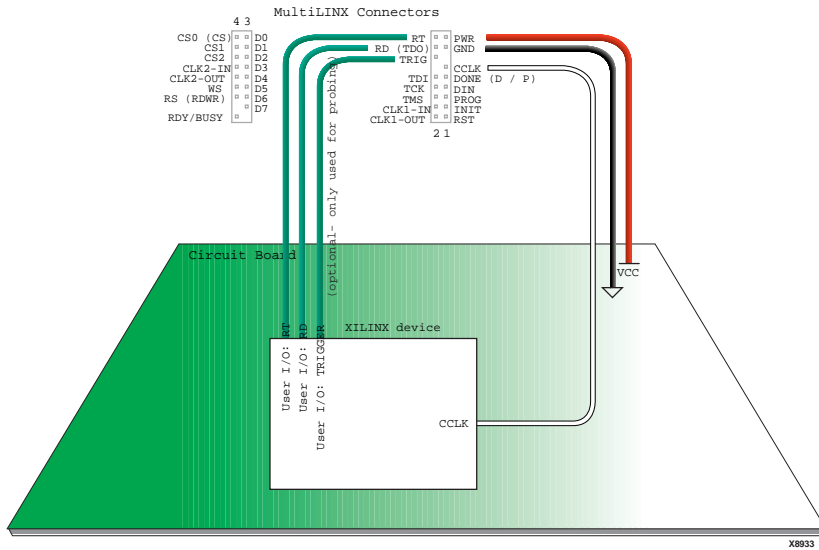 MultiLINX Connectors
4 3
CS0 (CS)
CS1
CS2
CLK2-IN
CLK2-OUT
WS
RS (RDWR)
RDY/BUSY
D0
D1
D2
D3
D4
D5
D6
D7
RT
RD (TDO)
TRIG
TDI
TCK
TMS
CLK1-IN
CLK1-OUT
PWR
GND
CCLK
DONE (D / P)
DIN
PROG
INIT
RST
2 1
(optional- only used for probing)
Circuit Board
VCC
XILINX device
User I/O: RT
User I/O: RD
User I/O: TRIGGER
CCLK
X8933